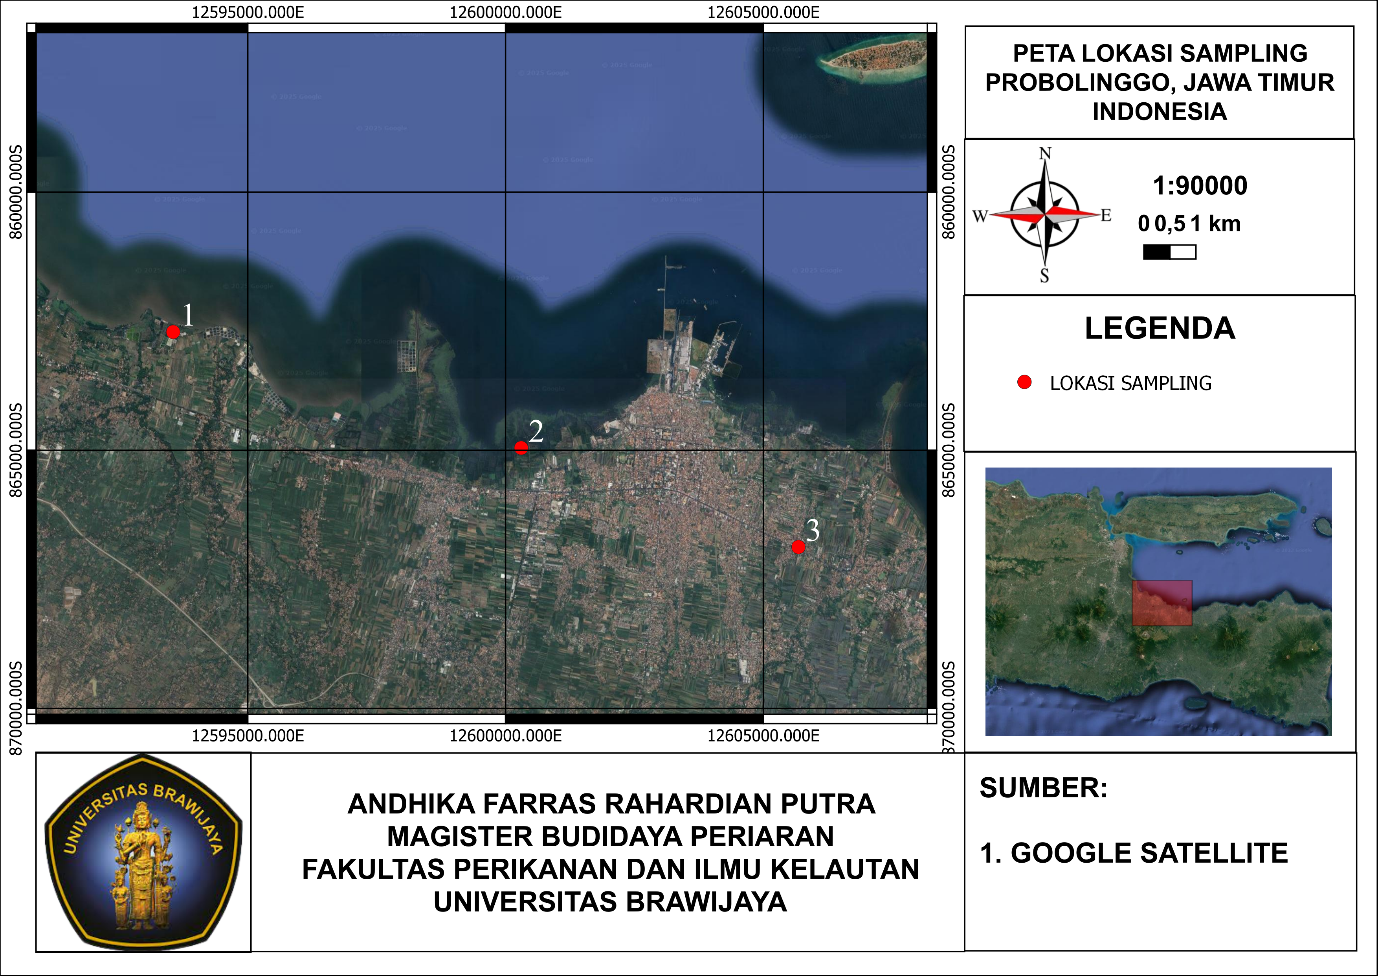 12595000.000E 12600000.000E 12605000.000E
860000.000S
865000.000S
870000.000S
1
2
3
860000.000S
865000.000S
870000.000S
12595000.000E 12600000.000E 12605000.000E
PETA LOKASI SAMPLING
PROBOLINGGO, JAWA TIMUR
INDONESIA
N
W E
S
1:90000
0 0,5 1 km
LEGENDA
LOKASI SAMPLING
UNIVERSITAS BRAWIJAYA
ANDHIKA FARRAS RAHARDIAN PUTRA
MAGISTER BUDIDAYA PERIARAN
FAKULTAS PERIKANAN DAN ILMU KELAUTAN
UNIVERSITAS BRAWIJAYA
SUMBER:
1. GOOGLE SATELLITE